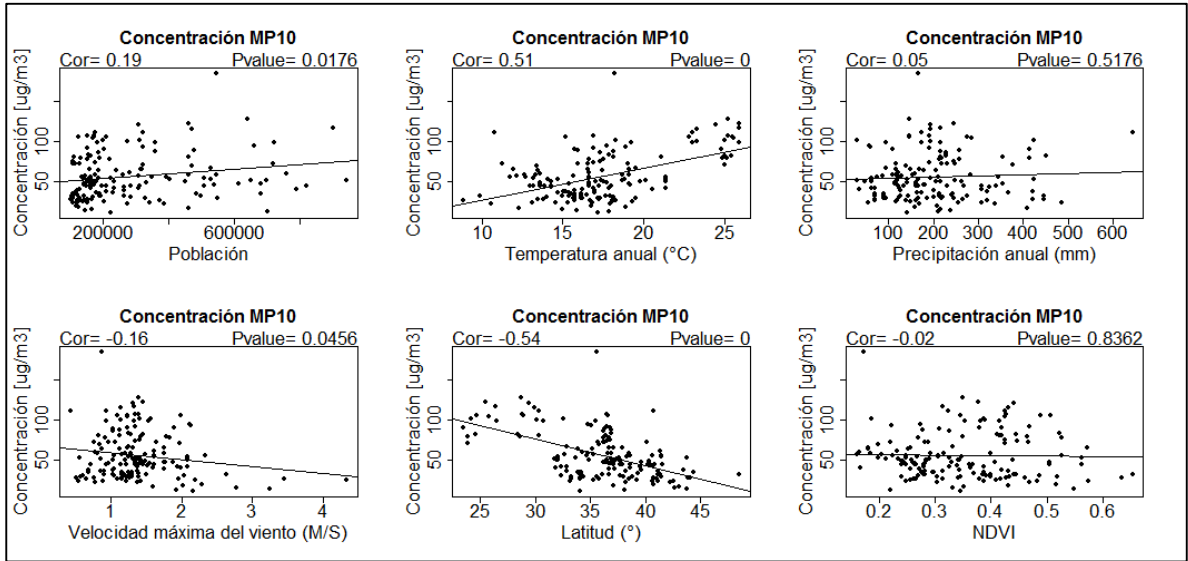 Concentración MP10
Cor= 0.19 Pvalue= 0.0176
Concentración [ug/m3]
100
50
200000 600000
Población
Concentración MP10
Cor= 0.51 Pvalue= 0
Concentración [ug/m3]
100
50
10 15 20 25
Temperatura anual (°C)
Concentración MP10
Cor= 0.05 Pvalue= 0.5176
Concentración [ug/m3]
100
50
100 200 300 400 500 600
Precipitación anual (mm)
Concentración MP10
Cor= -0.16 Pvalue= 0.0456
Concentración [ug/m3]
100
50
1 2 3 4
Velocidad máxima del viento (M/S)
Concentración MP10
Cor= -0.54 Pvalue= 0
Concentración [ug/m3]
100
50
25 30 35 40 45
Latitud (°)
Concentración MP10
Cor= -0.02 Pvalue= 0.8362
Concentración [ug/m3]
100
50
0.2 0.3 0.4 0.5 0.6
NDVI